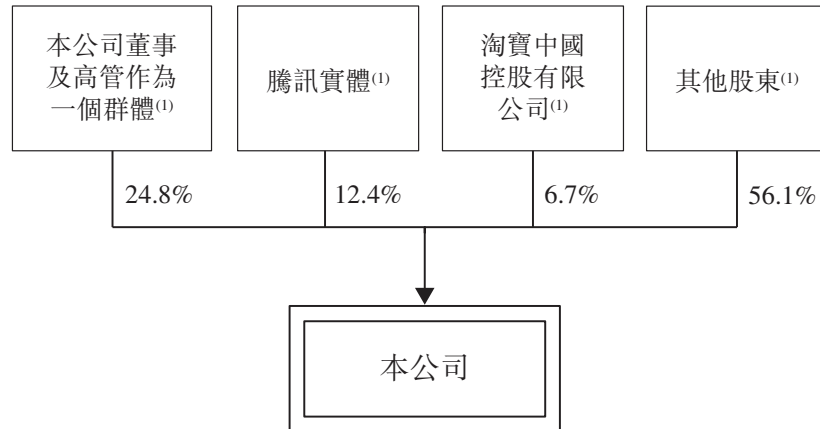 本公司董事
及高管作為
一個群體(1)
騰訊實體(1)
淘寶中國
控股有限
公司(1)
其他股東(1)
24.8%
12.4%
6.7%
56.1%
本公司